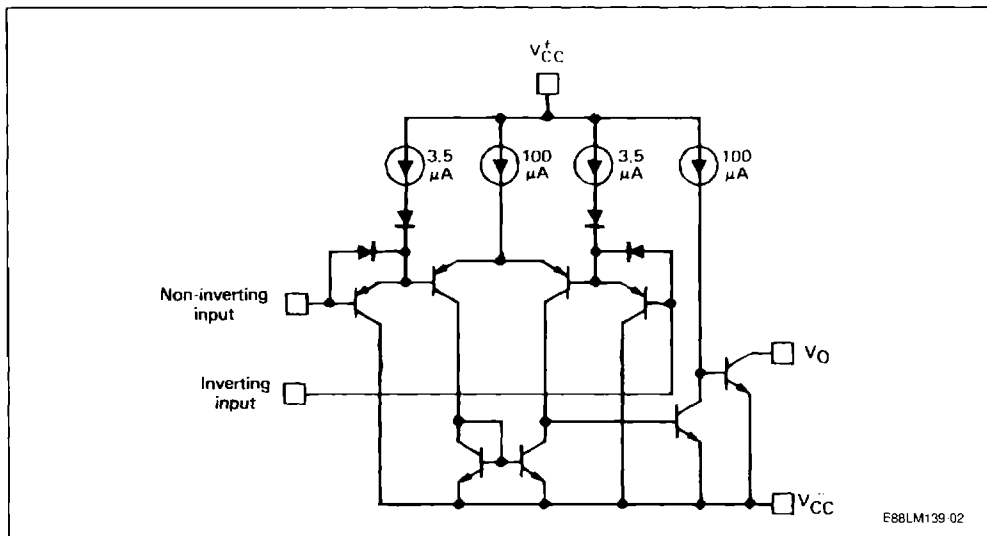 V+CC
3.5
µA
100
µA
3.5
µA
100
µA
Non-inverting
input
VO
Inverting
input
VCC
E88LM139-02